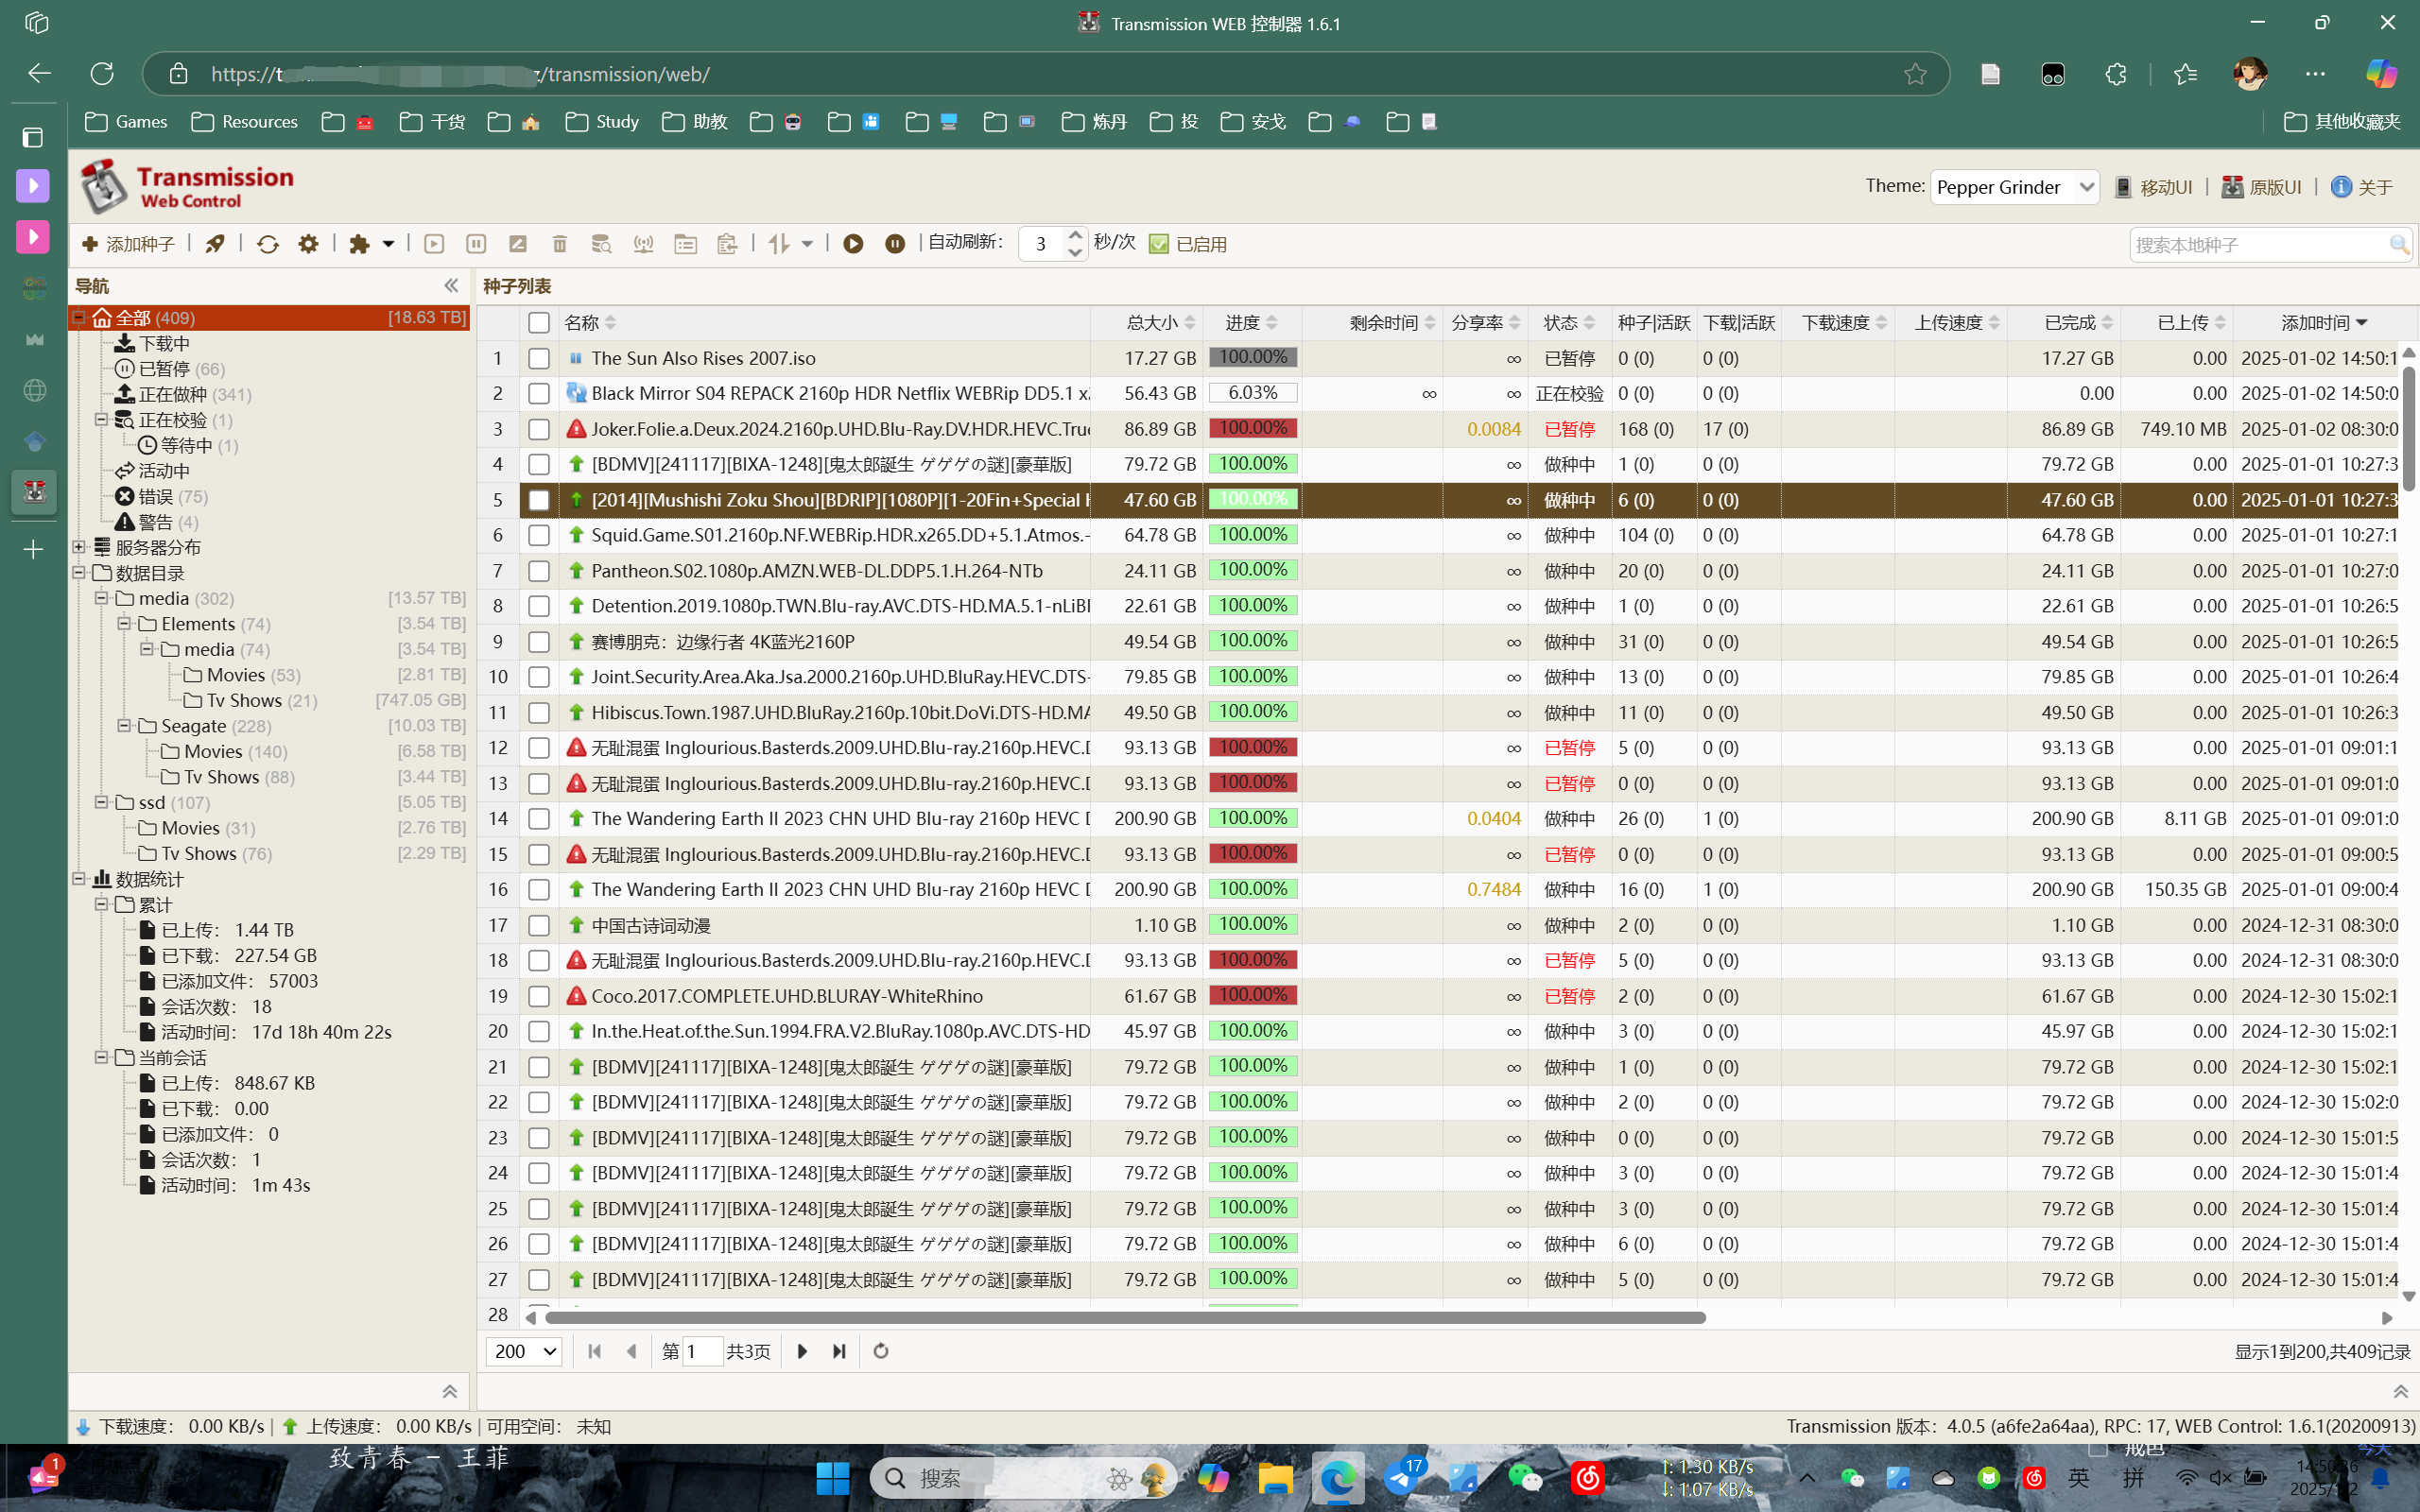 Transmission WEB 控制器 1.6.1
/transmission/web/
Games Resources 干货 Study 助教 炼丹 投 安戈 其他收藏夹
Transmission
Web Control
Theme: Pepper Grinder 移动UI | 原版UI | 关于
添加种子 自动刷新： 3 秒/次 已启用 搜索本地种子
导航
全部 (409) [18.63 TB]
下载中
已暂停 (66)
正在做种 (341)
正在校验 (1)
等待中 (1)
活动中
错误 (75)
警告 (4)
服务器分布
数据目录
media (302) [13.57 TB]
Elements (74) [3.54 TB]
media (74) [3.54 TB]
Movies (53) [2.81 TB]
Tv Shows (21) [747.05 GB]
Seagate (228) [10.03 TB]
Movies (140) [6.58 TB]
Tv Shows (88) [3.44 TB]
ssd (107) [5.05 TB]
Movies (31) [2.76 TB]
Tv Shows (76) [2.29 TB]
数据统计
累计
已上传： 1.44 TB
已下载： 227.54 GB
已添加文件： 57003
会话次数： 18
活动时间： 17d 18h 40m 22s
当前会话
已上传： 848.67 KB
已下载： 0.00
已添加文件： 0
会话次数： 1
活动时间： 1m 43s
种子列表
名称 总大小 进度 剩余时间 分享率 状态 种子|活跃 下载|活跃 下载速度 上传速度 已完成 已上传 添加时间
1 The Sun Also Rises 2007.iso 17.27 GB 100.00% ∞ 已暂停 0 (0) 0 (0) 17.27 GB 0.00 2025-01-02 14:50:1
2 Black Mirror S04 REPACK 2160p HDR Netflix WEBRip DD5.1 x 56.43 GB 6.03% ∞ ∞ 正在校验 0 (0) 0 (0) 0.00 0.00 2025-01-02 14:50:0
3 Joker.Folie.a.Deux.2024.2160p.UHD.Blu-Ray.DV.HDR.HEVC.True 86.89 GB 100.00% 0.0084 已暂停 168 (0) 17 (0) 86.89 GB 749.10 MB 2025-01-02 08:30:0
4 [BDMV][241117][BIXA-1248][鬼太郎誕生 ゲゲゲの謎][豪華版] 79.72 GB 100.00% ∞ 做种中 1 (0) 0 (0) 79.72 GB 0.00 2025-01-01 10:27:3
5 [2014][Mushishi Zoku Shou][BDRIP][1080P][1-20Fin+Special 47.60 GB 100.00% ∞ 做种中 6 (0) 0 (0) 47.60 GB 0.00 2025-01-01 10:27:3
6 Squid.Game.S01.2160p.NF.WEBRip.HDR.x265.DD+5.1.Atmos.- 64.78 GB 100.00% ∞ 做种中 104 (0) 0 (0) 64.78 GB 0.00 2025-01-01 10:27:1
7 Pantheon.S02.1080p.AMZN.WEB-DL.DDP5.1.H.264-NTb 24.11 GB 100.00% ∞ 做种中 20 (0) 0 (0) 24.11 GB 0.00 2025-01-01 10:27:0
8 Detention.2019.1080p.TWN.Blu-ray.AVC.DTS-HD.MA.5.1-nLiB 22.61 GB 100.00% ∞ 做种中 1 (0) 0 (0) 22.61 GB 0.00 2025-01-01 10:26:5
9 赛博朋克：边缘行者 4K蓝光2160P 49.54 GB 100.00% ∞ 做种中 31 (0) 0 (0) 49.54 GB 0.00 2025-01-01 10:26:5
10 Joint.Security.Area.Aka.Jsa.2000.2160p.UHD.BluRay.HEVC.DTS- 79.85 GB 100.00% ∞ 做种中 13 (0) 0 (0) 79.85 GB 0.00 2025-01-01 10:26:4
11 Hibiscus.Town.1987.UHD.BluRay.2160p.10bit.DoVi.DTS-HD.MA 49.50 GB 100.00% ∞ 做种中 11 (0) 0 (0) 49.50 GB 0.00 2025-01-01 10:26:3
12 无耻混蛋 Inglourious.Basterds.2009.UHD.Blu-ray.2160p.HEVC.D 93.13 GB 100.00% ∞ 已暂停 5 (0) 0 (0) 93.13 GB 0.00 2025-01-01 09:01:1
13 无耻混蛋 Inglourious.Basterds.2009.UHD.Blu-ray.2160p.HEVC.D 93.13 GB 100.00% ∞ 已暂停 0 (0) 0 (0) 93.13 GB 0.00 2025-01-01 09:01:0
14 The Wandering Earth II 2023 CHN UHD Blu-ray 2160p HEVC D 200.90 GB 100.00% 0.0404 做种中 26 (0) 1 (0) 200.90 GB 8.11 GB 2025-01-01 09:01:0
15 无耻混蛋 Inglourious.Basterds.2009.UHD.Blu-ray.2160p.HEVC.D 93.13 GB 100.00% ∞ 已暂停 0 (0) 0 (0) 93.13 GB 0.00 2025-01-01 09:00:5
16 The Wandering Earth II 2023 CHN UHD Blu-ray 2160p HEVC D 200.90 GB 100.00% 0.7484 做种中 16 (0) 1 (0) 200.90 GB 150.35 GB 2025-01-01 09:00:4
17 中国古诗词动漫 1.10 GB 100.00% ∞ 做种中 2 (0) 0 (0) 1.10 GB 0.00 2024-12-31 08:30:0
18 无耻混蛋 Inglourious.Basterds.2009.UHD.Blu-ray.2160p.HEVC.D 93.13 GB 100.00% ∞ 已暂停 5 (0) 0 (0) 93.13 GB 0.00 2024-12-31 08:30:0
19 Coco.2017.COMPLETE.UHD.BLURAY-WhiteRhino 61.67 GB 100.00% ∞ 已暂停 2 (0) 0 (0) 61.67 GB 0.00 2024-12-30 15:02:1
20 In.the.Heat.of.the.Sun.1994.FRA.V2.BluRay.1080p.AVC.DTS-HD 45.97 GB 100.00% ∞ 做种中 3 (0) 0 (0) 45.97 GB 0.00 2024-12-30 15:02:1
21 [BDMV][241117][BIXA-1248][鬼太郎誕生 ゲゲゲの謎][豪華版] 79.72 GB 100.00% ∞ 做种中 1 (0) 0 (0) 79.72 GB 0.00 2024-12-30 15:02:1
22 [BDMV][241117][BIXA-1248][鬼太郎誕生 ゲゲゲの謎][豪華版] 79.72 GB 100.00% ∞ 做种中 2 (0) 0 (0) 79.72 GB 0.00 2024-12-30 15:02:0
23 [BDMV][241117][BIXA-1248][鬼太郎誕生 ゲゲゲの謎][豪華版] 79.72 GB 100.00% ∞ 做种中 0 (0) 0 (0) 79.72 GB 0.00 2024-12-30 15:01:5
24 [BDMV][241117][BIXA-1248][鬼太郎誕生 ゲゲゲの謎][豪華版] 79.72 GB 100.00% ∞ 做种中 3 (0) 0 (0) 79.72 GB 0.00 2024-12-30 15:01:4
25 [BDMV][241117][BIXA-1248][鬼太郎誕生 ゲゲゲの謎][豪華版] 79.72 GB 100.00% ∞ 做种中 3 (0) 0 (0) 79.72 GB 0.00 2024-12-30 15:01:4
26 [BDMV][241117][BIXA-1248][鬼太郎誕生 ゲゲゲの謎][豪華版] 79.72 GB 100.00% ∞ 做种中 6 (0) 0 (0) 79.72 GB 0.00 2024-12-30 15:01:4
27 [BDMV][241117][BIXA-1248][鬼太郎誕生 ゲゲゲの謎][豪華版] 79.72 GB 100.00% ∞ 做种中 5 (0) 0 (0) 79.72 GB 0.00 2024-12-30 15:01:4
28
200 第 1 共3页 显示1到200,共409记录
下载速度： 0.00 KB/s | 上传速度： 0.00 KB/s | 可用空间： 未知 Transmission 版本： 4.0.5 (a6fe2a64aa), RPC: 17, WEB Control: 1.6.1(20200913)
致青春 - 王菲
1 搜索 17 ↑: 1.30 KB/s 英 拼 14:50:36
↓: 1.07 KB/s 2025/1/2